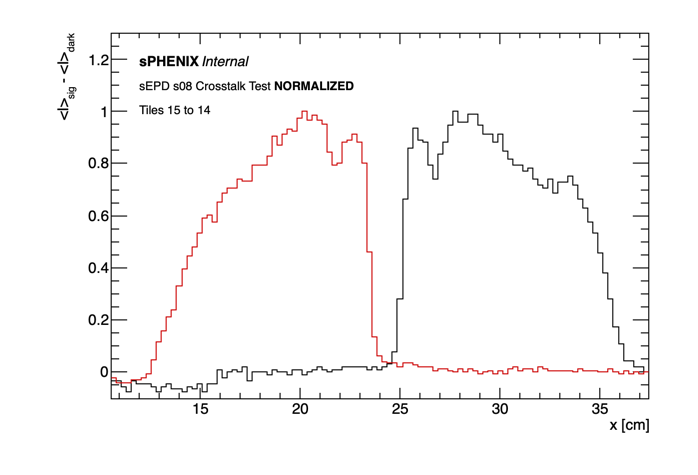 <I>sig - <I>dark
1.2
sPHENIX Internal
sEPD s08 Crosstalk Test NORMALIZED
Tiles 15 to 14
1
0.8
0.6
0.4
0.2
0
15 20 25 30 35
x [cm]